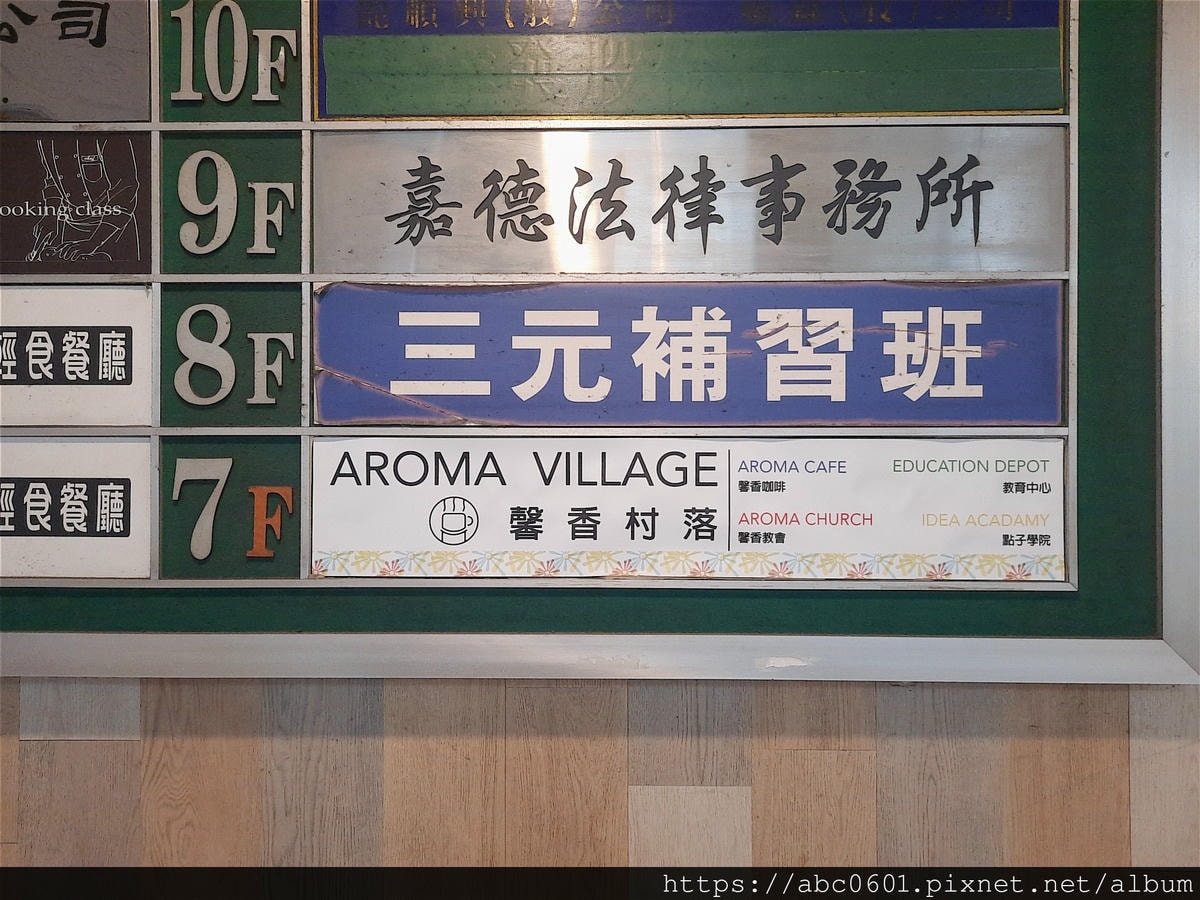 公司
10F
9F
嘉德法律事務所
ooking class
8F
三元補習班
輕食餐廳
7F
AROMA VILLAGE
馨香村落
AROMA CAFE
馨香咖啡
EDUCATION DEPOT
教育中心
AROMA CHURCH
馨香教會
IDEA ACADAMY
點子學院
輕食餐廳
https://abc0601.pixnet.net/album